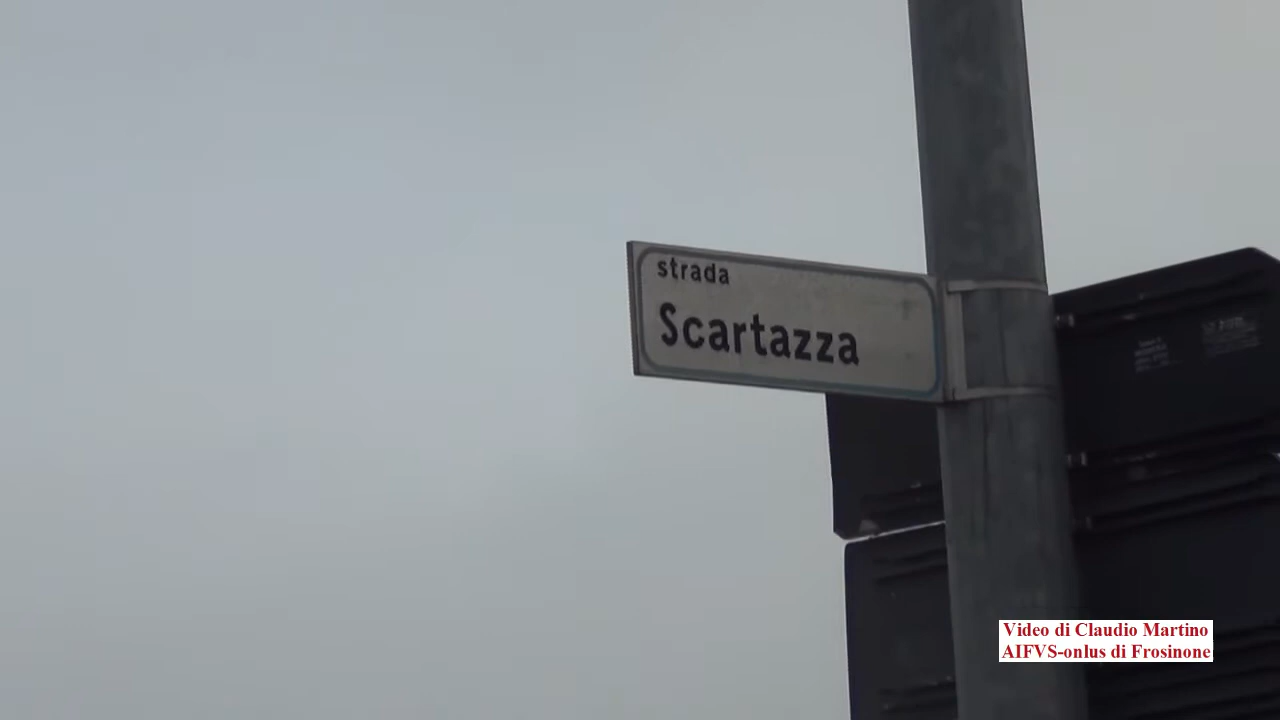 strada
Scartazza
Video di Claudio Martino
AIFVS-onlus di Frosinone